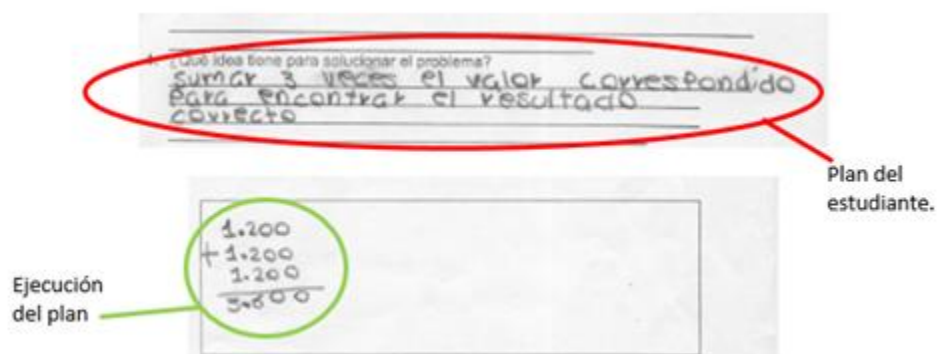 4. ¿Qué idea tiene para solucionar el problema?
sumar 3 veces el valor correspondido
para encontrar el resultado
correcto
Plan del
estudiante.
1.200
+ 1.200
1.200
3.600
Ejecución
del plan